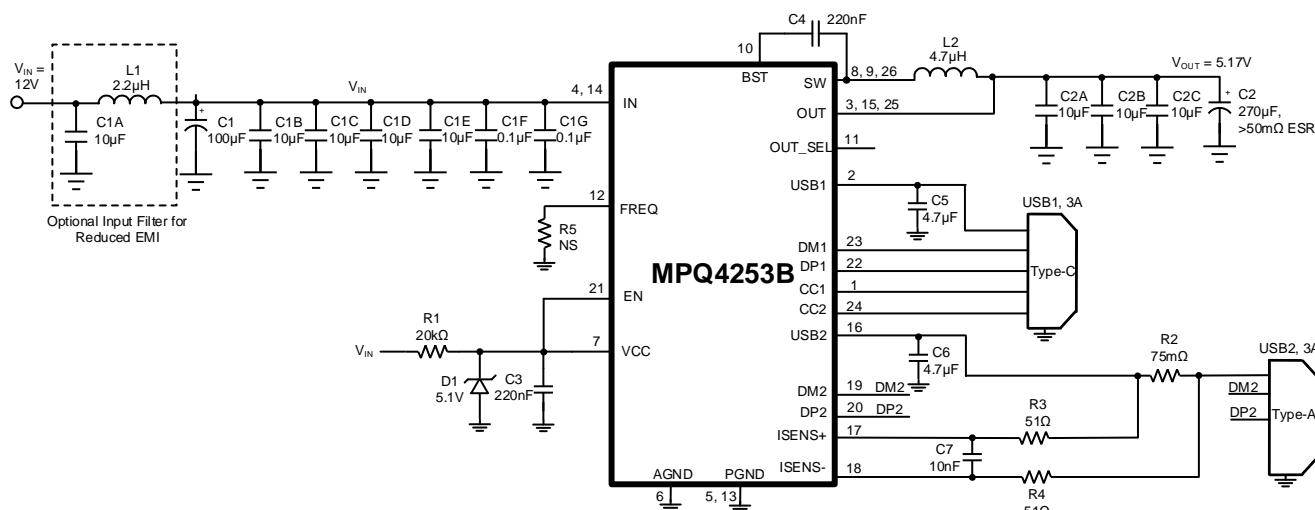 V_IN =
12V
L1
2.2µH
C1A
10µF
Optional Input Filter for
Reduced EMI
C1
100µF
V_IN
C1B
10µF
C1C
10µF
C1D
10µF
C1E
10µF
C1F
0.1µF
C1G
0.1µF
4, 14
IN
12
FREQ
R5
NS
21
EN
7
VCC
V_IN
R1
20kΩ
D1
5.1V
C3
220nF
MPQ4253B
AGND
6
PGND
5, 13
10
BST
C4
220nF
SW
8, 9, 26
L2
4.7µH
OUT
3, 15, 25
V_OUT = 5.17V
C2A
10µF
C2B
10µF
C2C
10µF
C2
270µF,
>50mΩ ESR
OUT_SEL
11
USB1
2
C5
4.7µF
USB1, 3A
Type-C
DM1
23
DP1
22
CC1
1
CC2
24
USB2
16
C6
4.7µF
R2
75mΩ
USB2, 3A
DM2
DP2
Type-A
DM2
19
DM2
DP2
20
DP2
ISENS+
17
R3
51Ω
C7
10nF
ISENS-
18
R4
51Ω